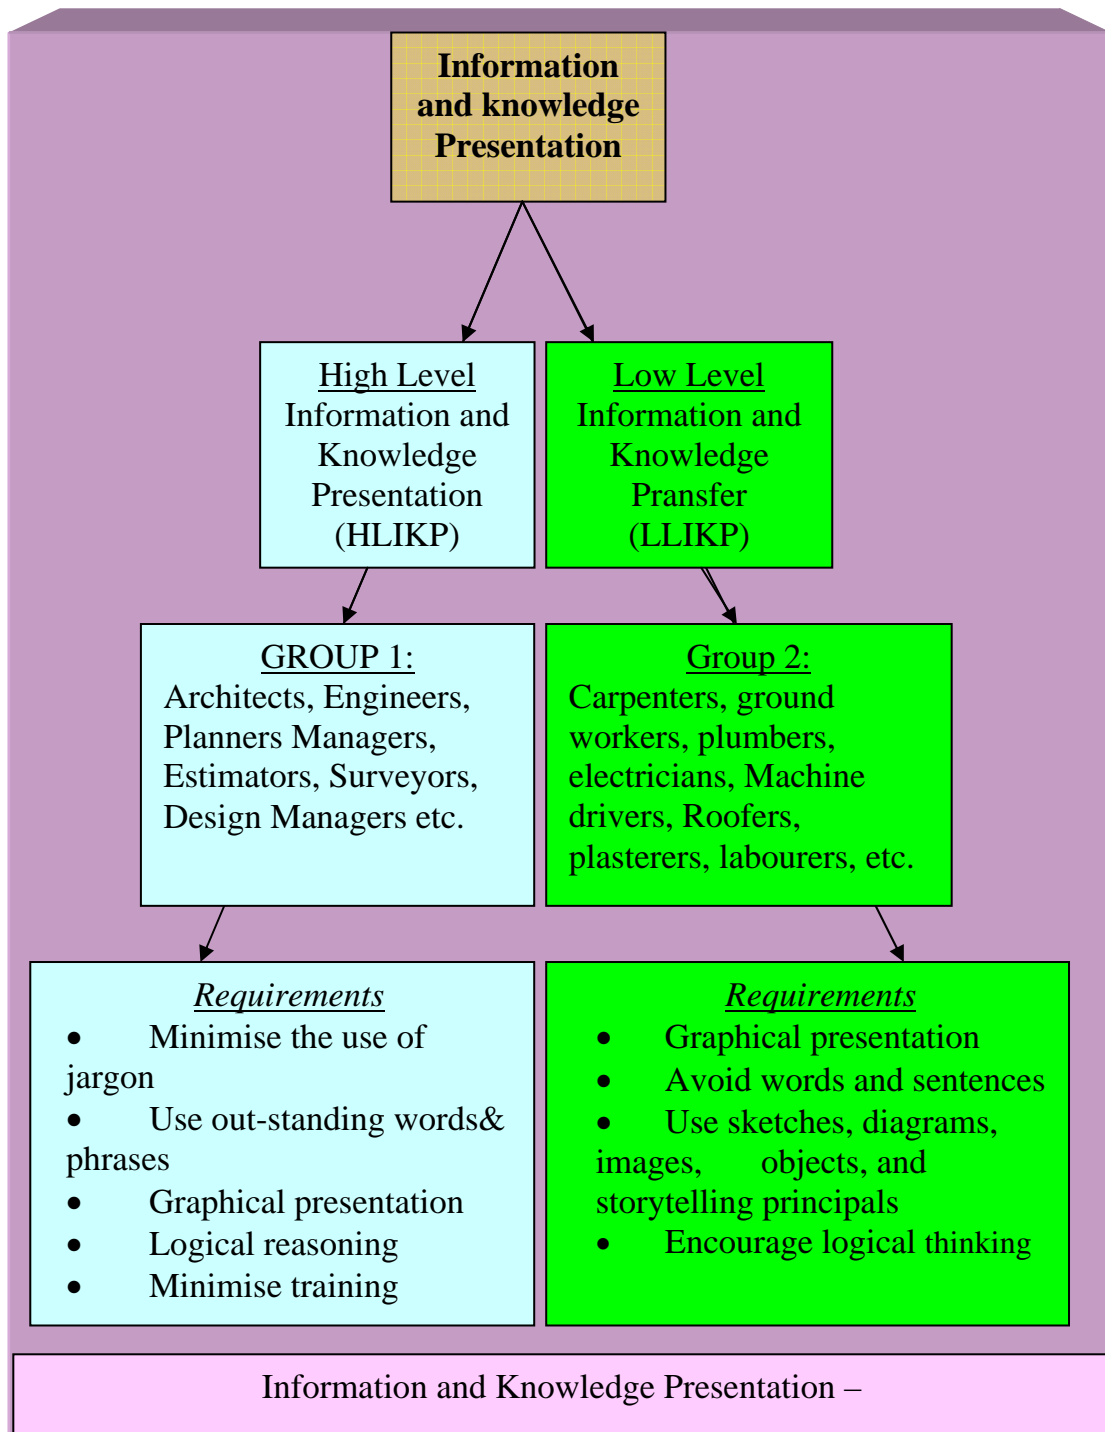 Information
and knowledge
Presentation
High Level
Information and
Knowledge
Presentation
(HLIKP)
Low Level
Information and
Knowledge
Pransfer
(LLIKP)
GROUP 1:
Architects, Engineers,
Planners Managers,
Estimators, Surveyors,
Design Managers etc.
Group 2:
Carpenters, ground
workers, plumbers,
electricians, Machine
drivers, Roofers,
plasterers, labourers, etc.
Requirements
• Minimise the use of
jargon
• Use out-standing words&
phrases
• Graphical presentation
• Logical reasoning
• Minimise training
Requirements
• Graphical presentation
• Avoid words and sentences
• Use sketches, diagrams,
images, objects, and
storytelling principals
• Encourage logical thinking
Information and Knowledge Presentation –